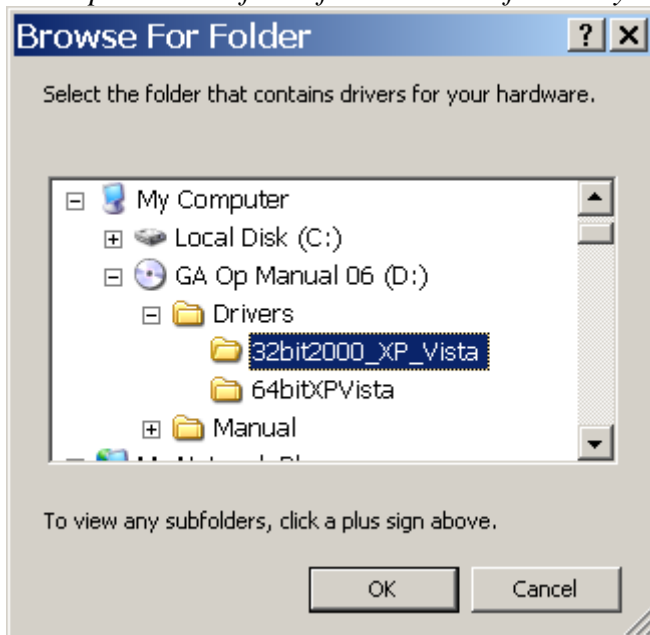 Browse For Folder
Select the folder that contains drivers for your hardware.
My Computer
Local Disk (C:)
GA Op Manual 06 (D:)
Drivers
32bit2000_XP_Vista
64bitXPVista
Manual
To view any subfolders, click a plus sign above.
OK
Cancel